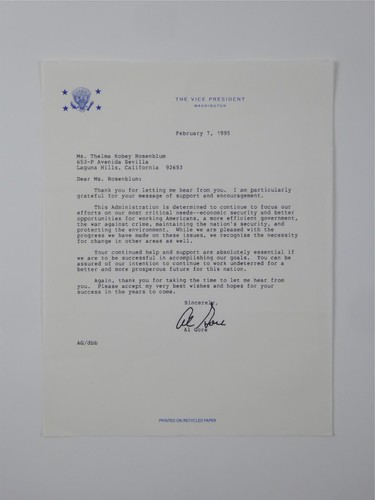 THE VICE PRESIDENT
WASHINGTON
February 7, 1995
Ms. Thelma Kobey Rosenblum
653-P Avenida Sevilla
Laguna Hills, California 92653
Dear Ms. Rosenblum:
Thank you for letting me hear from you. I am particularly
grateful for your message of support and encouragement.
This Administration is determined to continue to focus our
efforts on our most critical needs--economic security and better
opportunities for working Americans, a more efficient government,
the war against crime, maintaining the nation's security, and
protecting the environment. While we are pleased with the
progress we have made on these issues, we recognize the necessity
for change in other areas as well.
Your continued help and support are absolutely essential if
we are to be successful in accomplishing our goals. You can be
assured of our intention to continue to work undeterred for a
better and more prosperous future for this nation.
Again, thank you for taking the time to let me hear from
you. Please accept my very best wishes and hopes for your
success in the years to come.
Sincerely,
Al Gore
Al Gore
AG/dbb
PRINTED ON RECYCLED PAPER